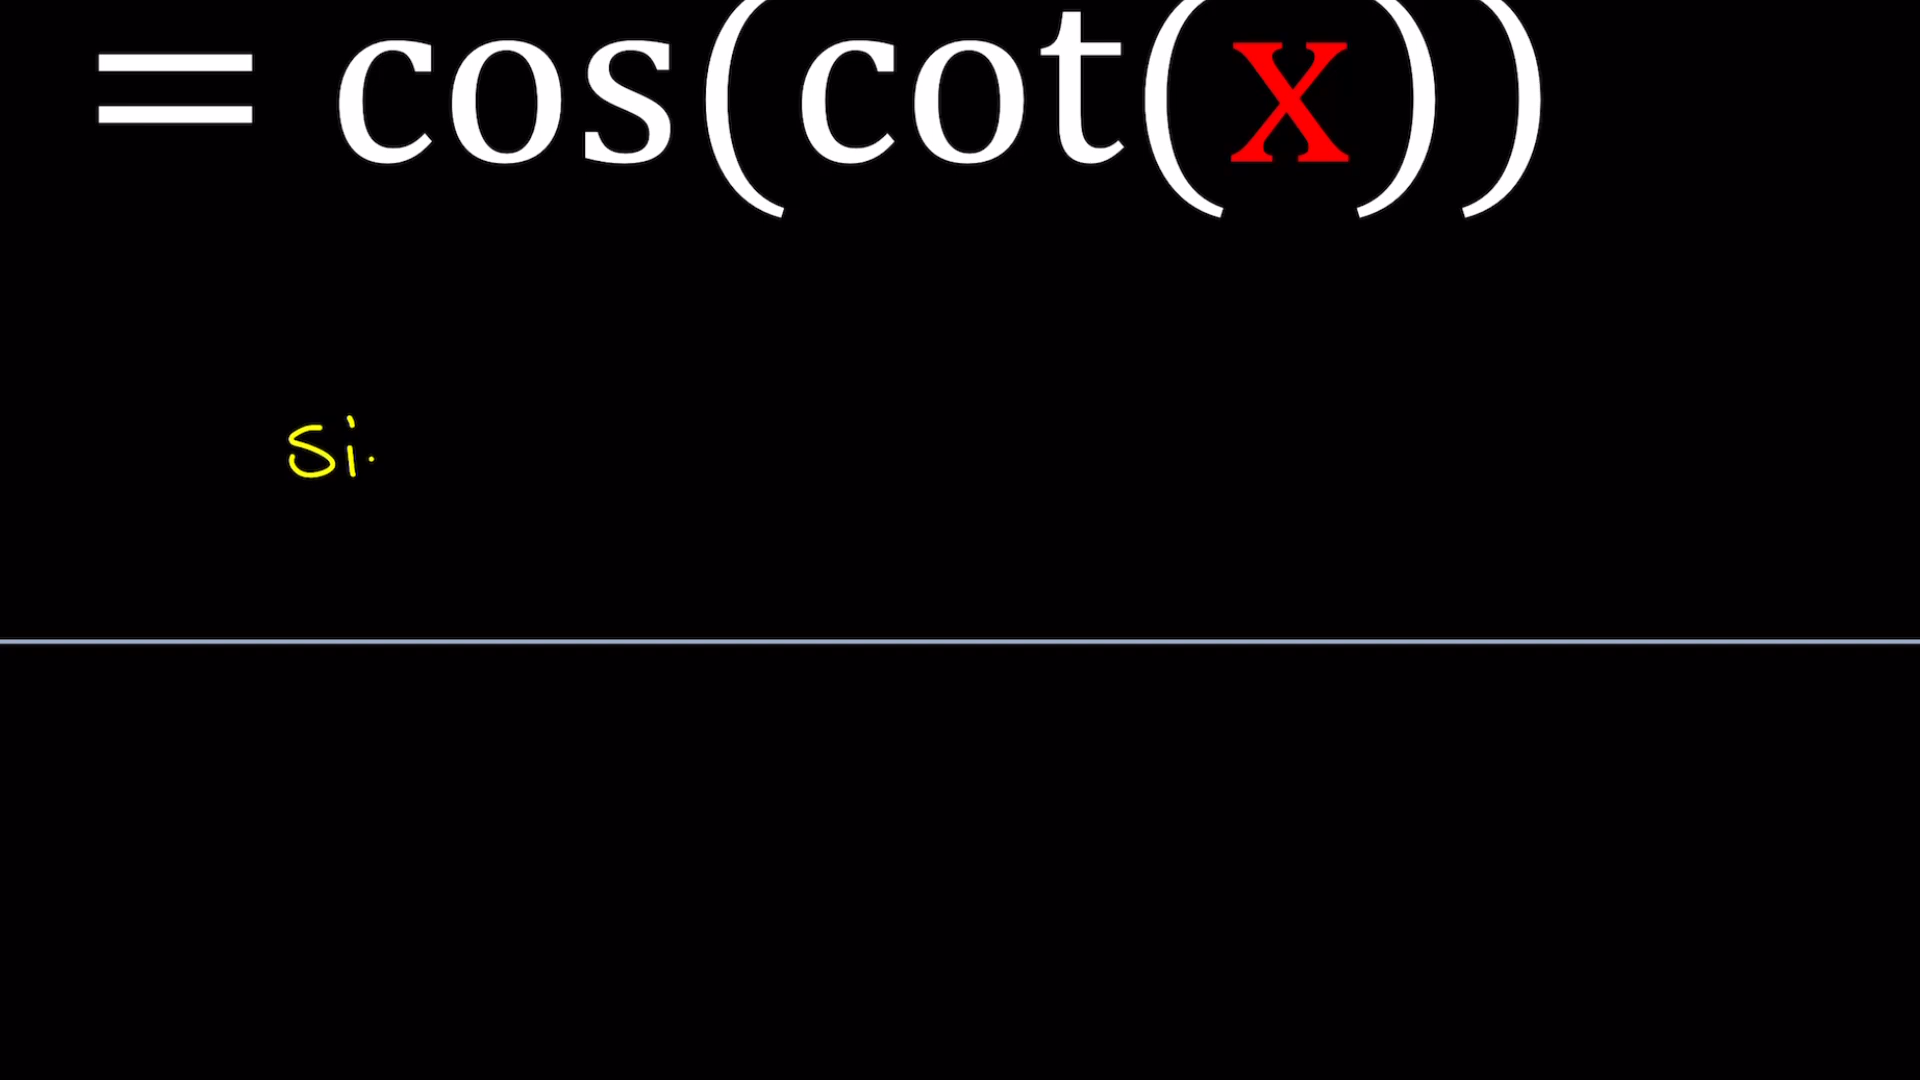 = cos(cot(x))
si.